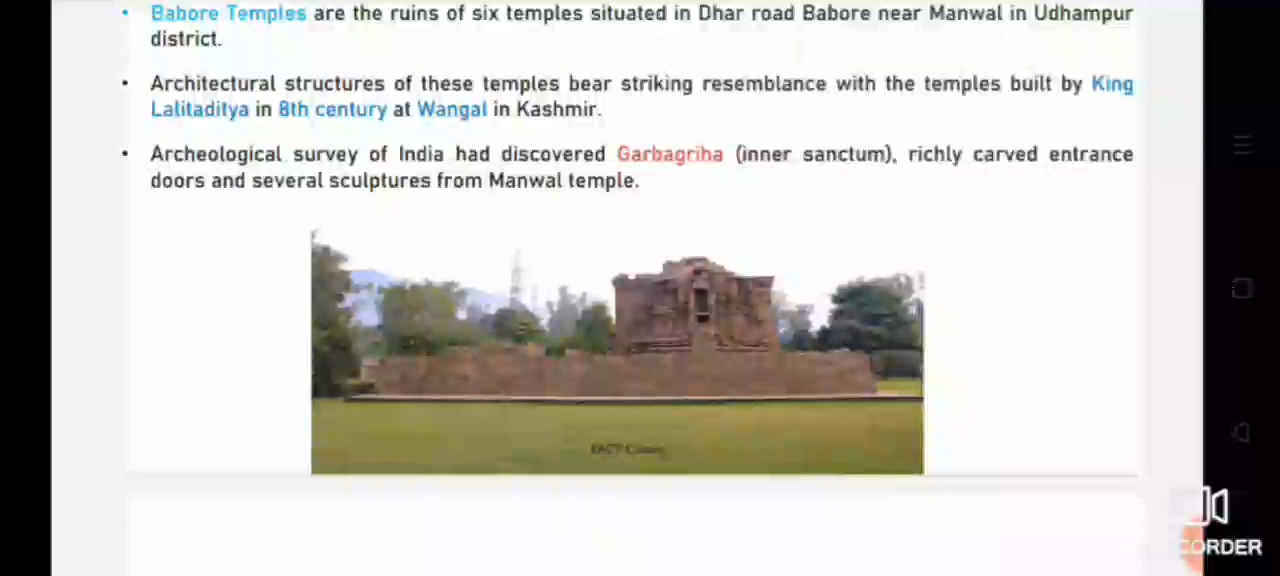 • Babore Temples are the ruins of six temples situated in Dhar road Babore near Manwal in Udhampur
district.
• Architectural structures of these temples bear striking resemblance with the temples built by King
Lalitaditya in 8th century at Wangal in Kashmir.
• Archeological survey of India had discovered Garbagriha (inner sanctum), richly carved entrance
doors and several sculptures from Manwal temple.
CORDER